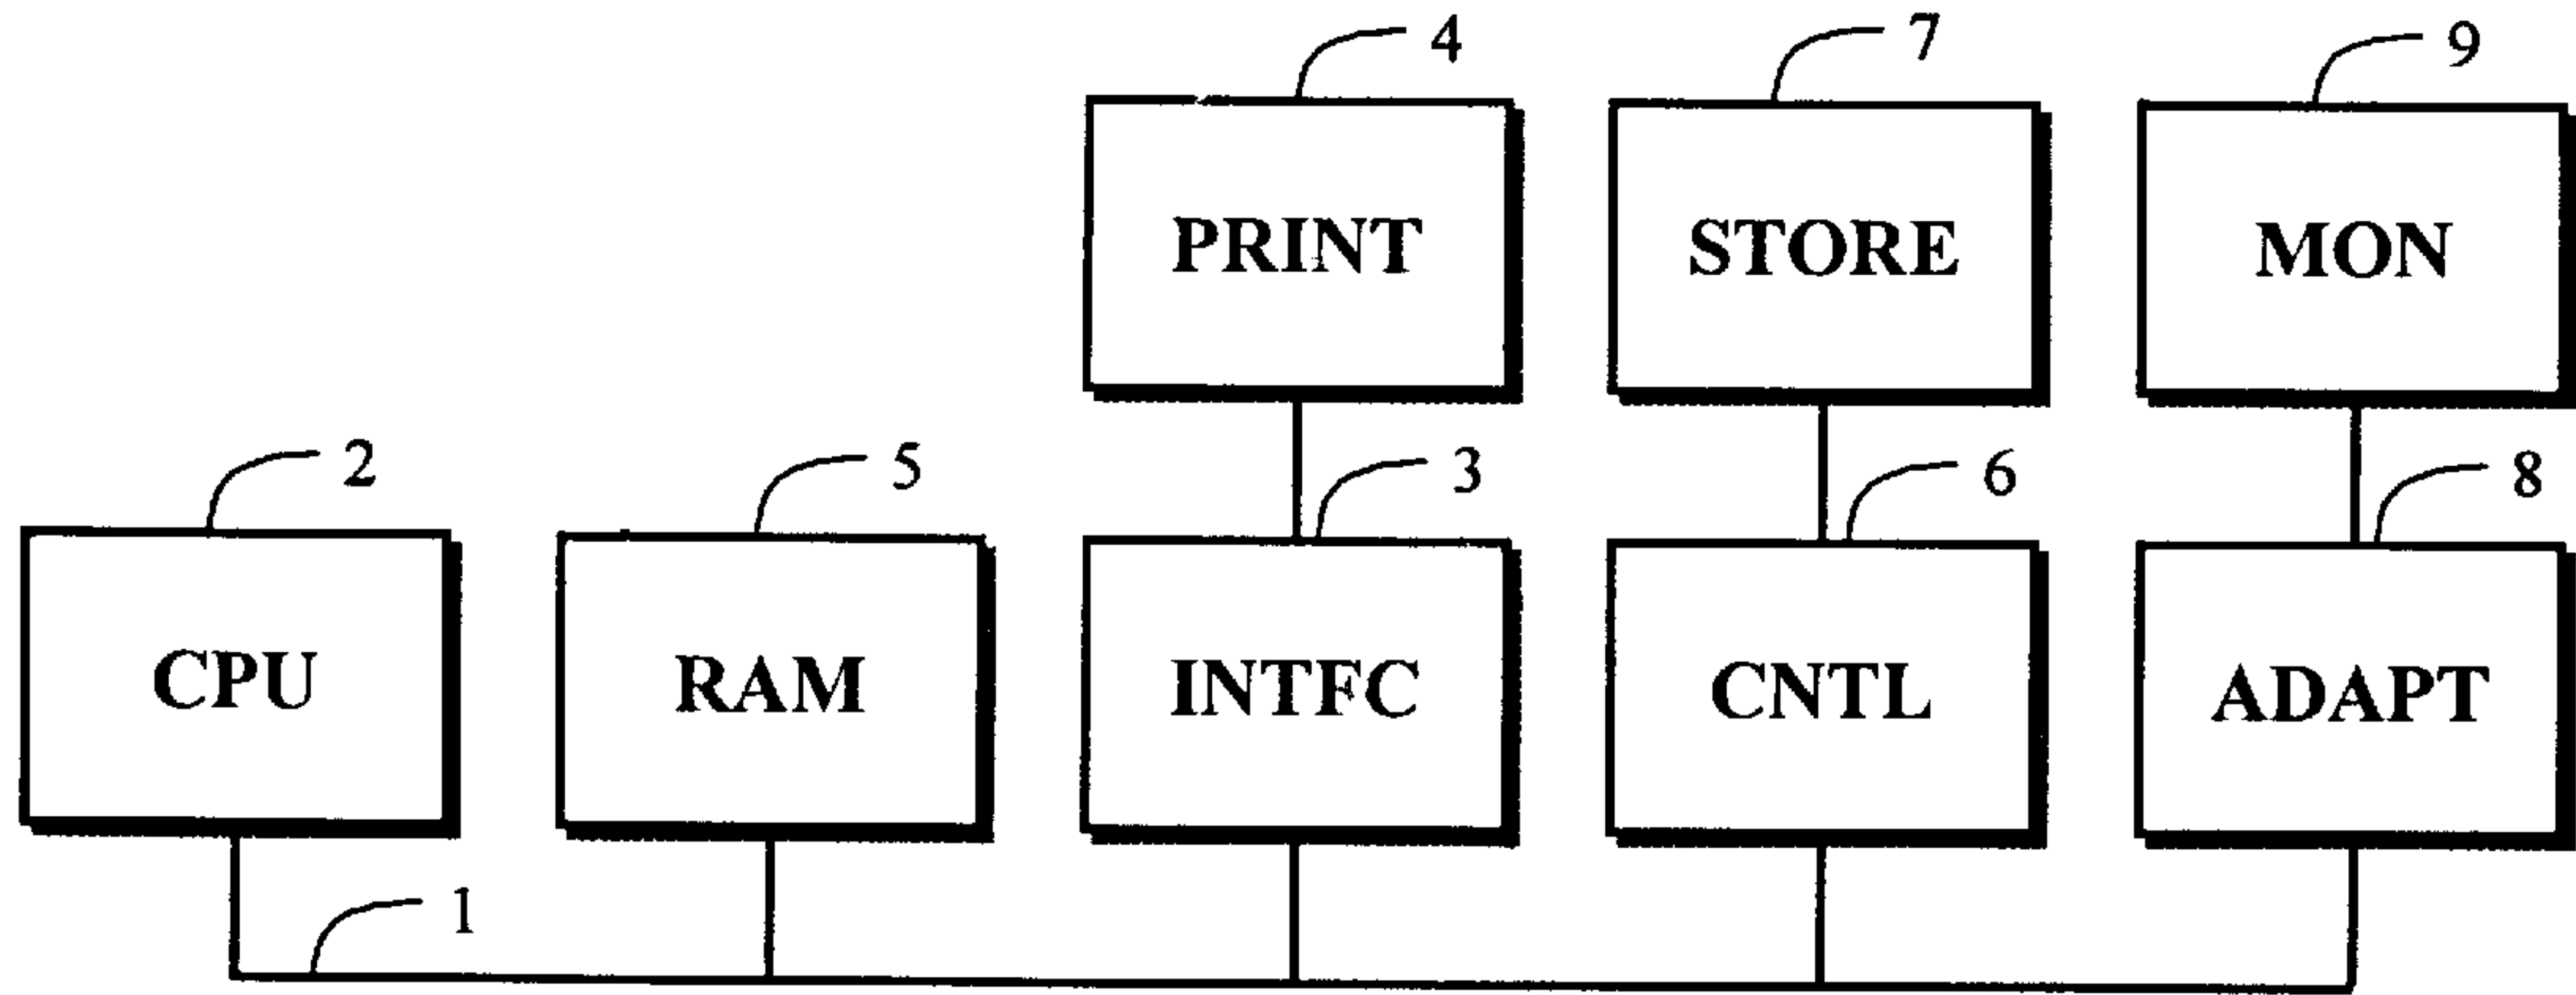 4 7 9
PRINT STORE MON
2 5 3 6 8
CPU RAM INTFC CNTL ADAPT
1